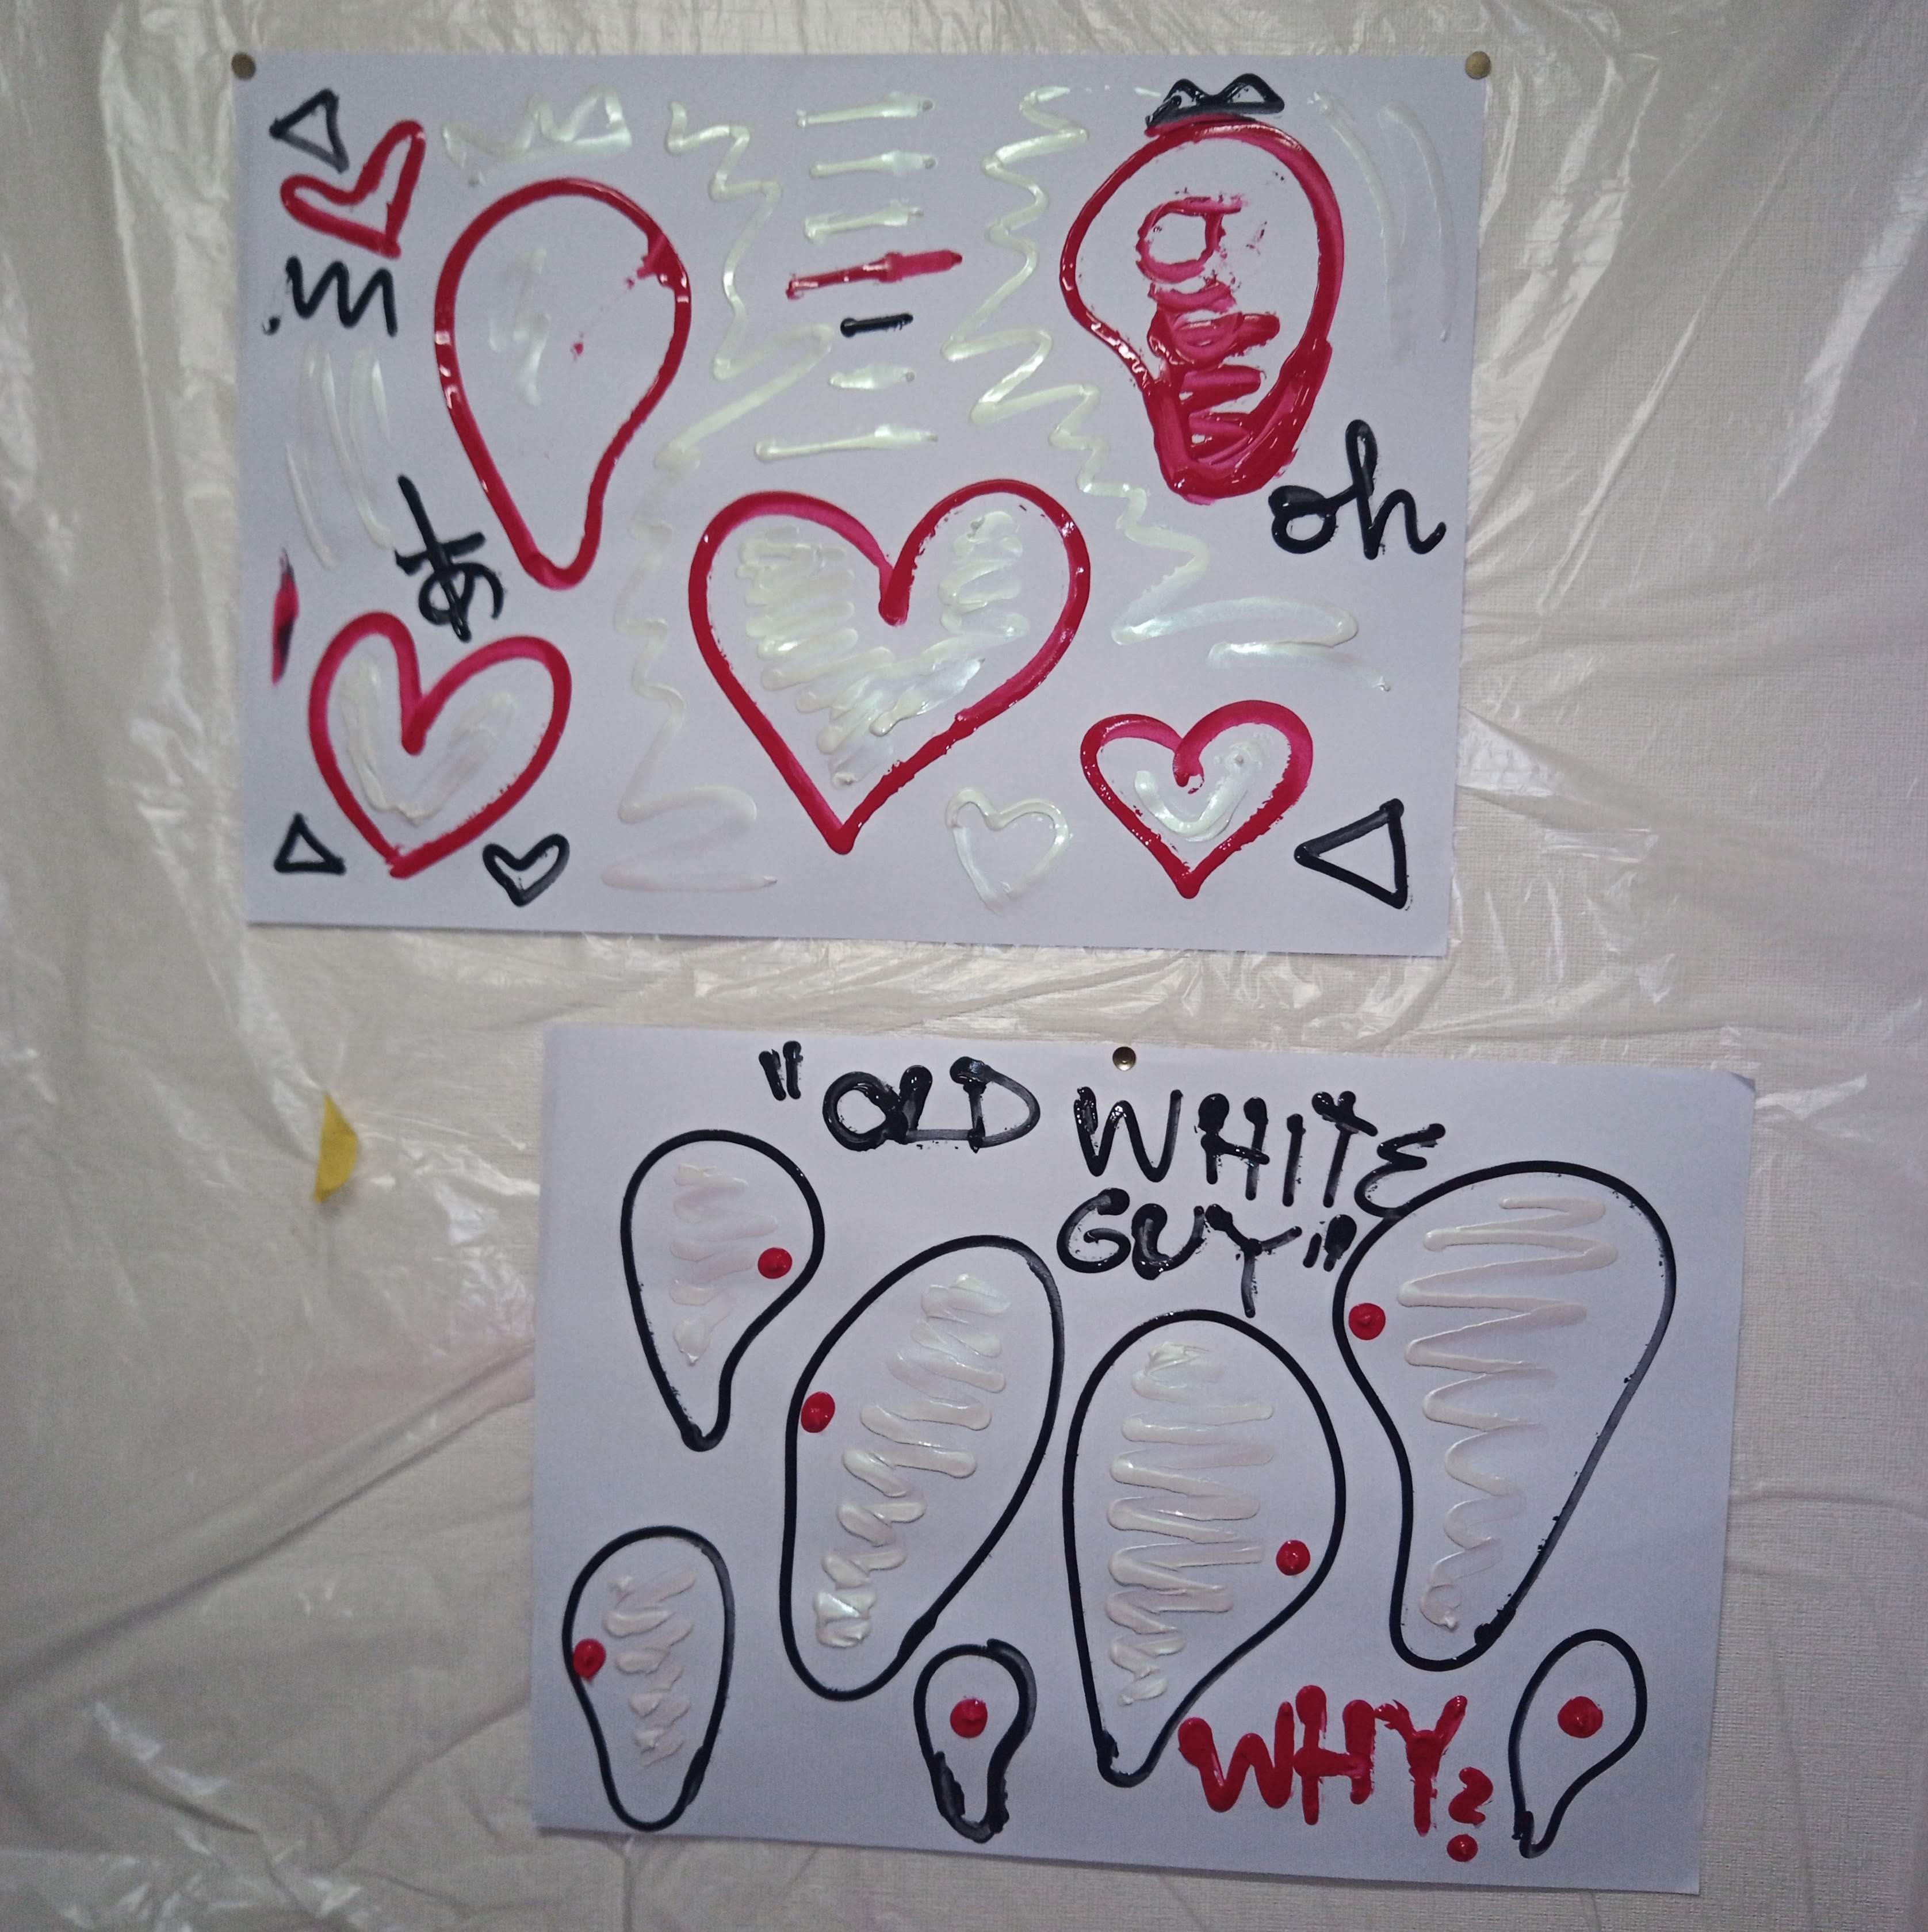 あ
oh
"OLD WHITE
GUY"
WHY?